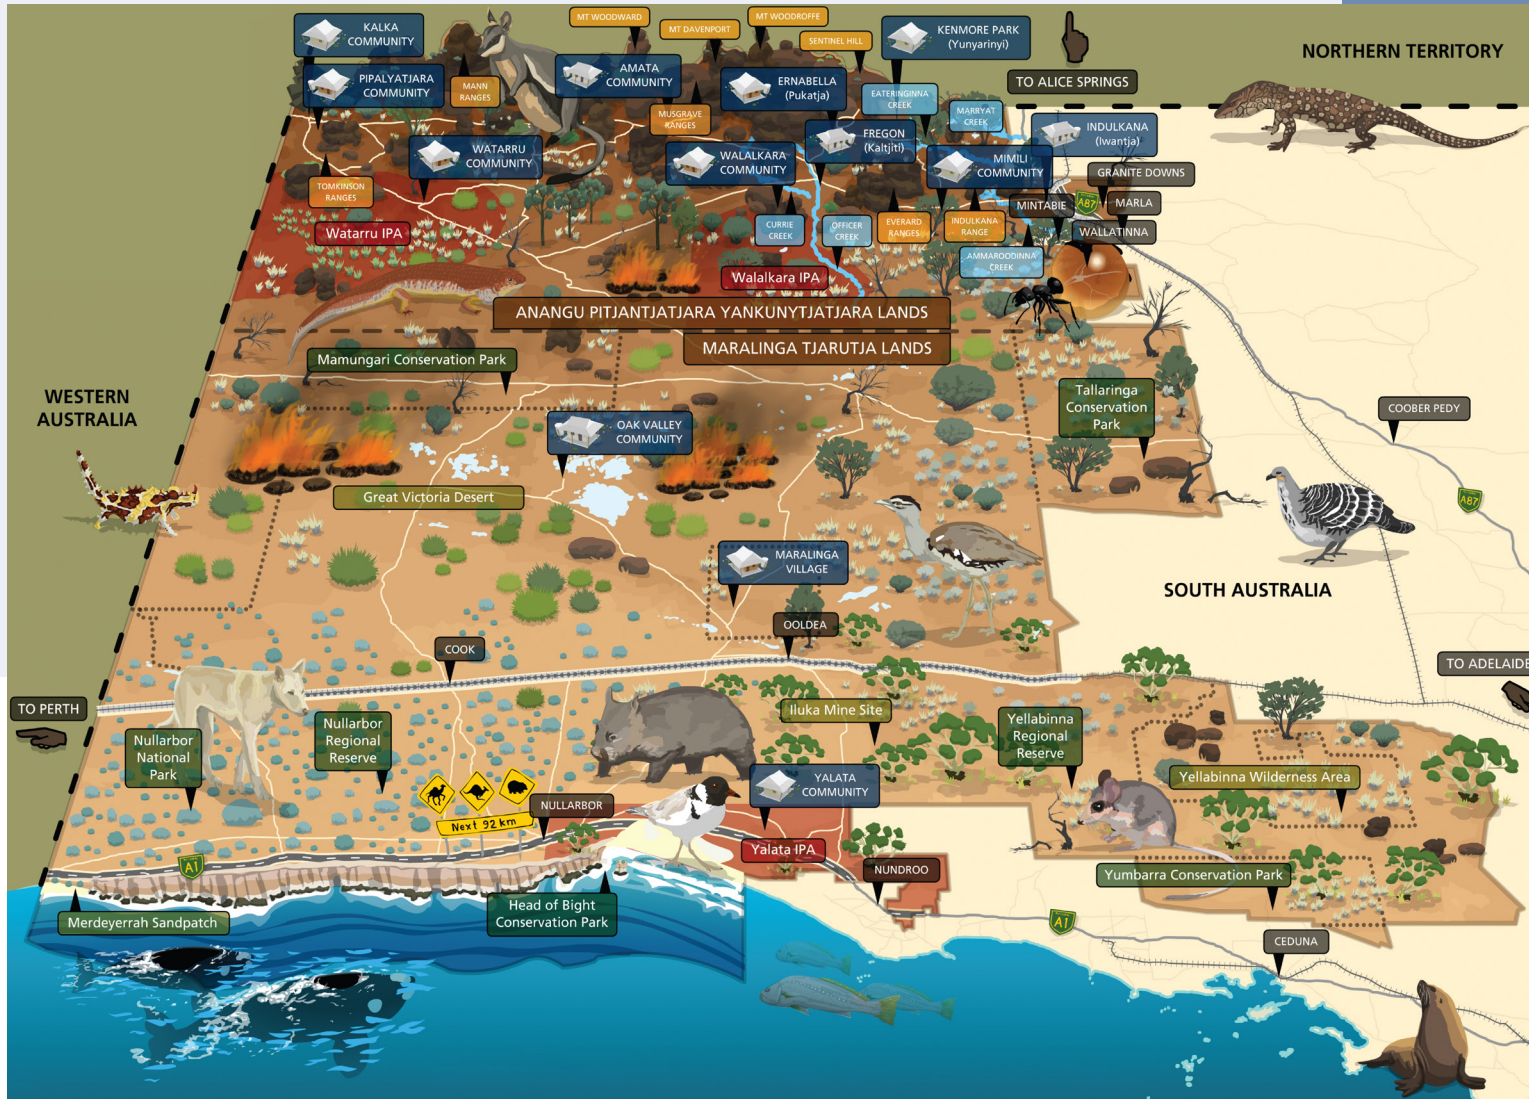 KALKA
COMMUNITY
MT WOODWARD
MT DAVENPORT
MT WOODROFFE
SENTINEL HILL
KENMORE PARK
(Yunyarinyi)
NORTHERN TERRITORY
TO ALICE SPRINGS
PIPALYATJARA
COMMUNITY
MANN
RANGES
AMATA
COMMUNITY
MUSGRAVE
RANGES
ERNABELLA
(Pukatja)
EATERINGINNA
CREEK
MARRYAT
CREEK
INDULKANA
(Iwantja)
WATARRU
COMMUNITY
WALALKARA
COMMUNITY
FREGON
(Kaltjiti)
MIMILI
COMMUNITY
GRANITE DOWNS
TOMKINSON
RANGES
MINTABIE
A87
MARLA
Watarru IPA
CURRIE
CREEK
OFFICER
CREEK
EVERARD
RANGES
INDULKANA
RANGE
WALLATINNA
AMMAROODINNA
CREEK
Walalkara IPA
ANANGU PITJANTJATJARA YANKUNYTJATJARA LANDS
MARALINGA TJARUTJA LANDS
Mamungari Conservation Park
WESTERN
AUSTRALIA
Tallaringa
Conservation
Park
COOBER PEDY
OAK VALLEY
COMMUNITY
Great Victoria Desert
A87
MARALINGA
VILLAGE
SOUTH AUSTRALIA
OOLDEA
COOK
TO ADELAIDE
TO PERTH
Nullarbor
National
Park
Nullarbor
Regional
Reserve
Iluka Mine Site
Yellabinna
Regional
Reserve
Yellabinna Wilderness Area
YALATA
COMMUNITY
NULLARBOR
Next 92 km
Yalata IPA
A1
NUNDROO
Yumbarra Conservation Park
Merdeyerrah Sandpatch
Head of Bight
Conservation Park
A1
CEDUNA